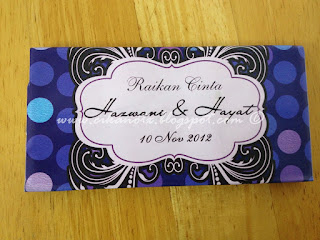 Raikan Cinta
Hazwani & Hayat
10 Nov 2012